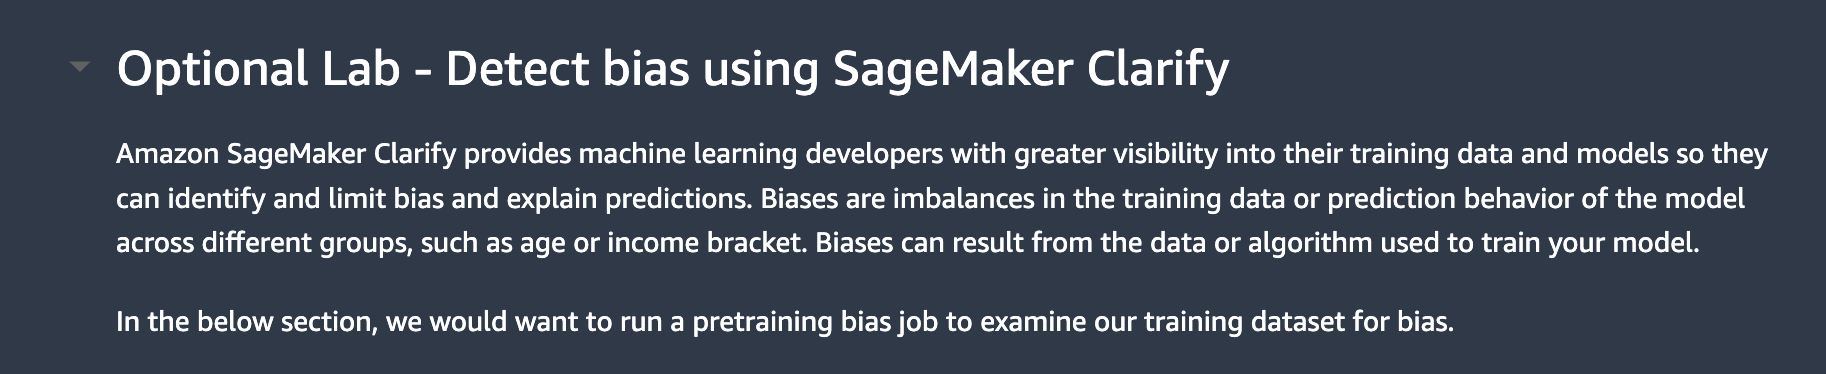 Optional Lab - Detect bias using SageMaker Clarify
Amazon SageMaker Clarify provides machine learning developers with greater visibility into their training data and models so they
can identify and limit bias and explain predictions. Biases are imbalances in the training data or prediction behavior of the model
across different groups, such as age or income bracket. Biases can result from the data or algorithm used to train your model.
In the below section, we would want to run a pretraining bias job to examine our training dataset for bias.